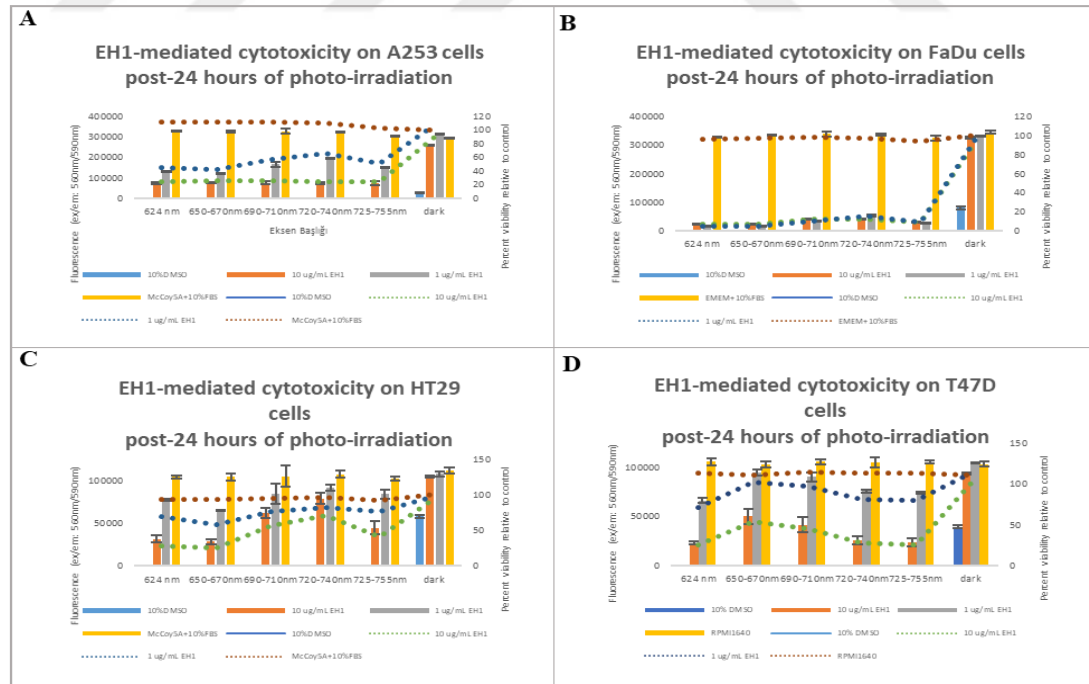 A
EH1-mediated cytotoxicity on A253 cells
post-24 hours of photo-irradiation
Fluorescence (ex/em: 560nm/590nm)
400000
300000
200000
100000
0
120
100
80
60
40
20
0
Percent viability relative to control
624 nm 650-670nm 690-710nm 720-740nm 725-755nm dark
Eksen Başlığı
10%DMSO 10 ug/mL EH1 1 ug/mL EH1
McCoy5A+10%FBS 10%DMSO 10 ug/mL EH1
1 ug/mL EH1 McCoy5A+10%FBS
B
EH1-mediated cytotoxicity on FaDu cells
post-24 hours of photo-irradiation
Fluorescence (ex/em: 560nm/590nm)
400000
300000
200000
100000
0
120
100
80
60
40
20
0
Percent viability relative to control
624 nm 650-670nm 690-710nm 720-740nm 725-755nm dark
10%DMSO 10 ug/mL EH1 1 ug/mL EH1
EMEM+10%FBS 10%DMSO 10 ug/mL EH1
1 ug/mL EH1 EMEM+10%FBS
C
EH1-mediated cytotoxicity on HT29
cells
post-24 hours of photo-irradiation
Fluorescence (ex/em: 560nm/590nm)
100000
50000
0
150
100
50
0
Percent viability relative to control
624 nm 650-670nm 690-710nm 720-740nm 725-755nm dark
10%DMSO 10 ug/mL EH1 1 ug/mL EH1
McCoy5A+10%FBS 10%DMSO 10 ug/mL EH1
1 ug/mL EH1 McCoy5A+10%FBS
D
EH1-mediated cytotoxicity on T47D
cells
post-24 hours of photo-irradiation
Fluorescence (ex/em: 560nm/590nm)
100000
50000
0
150
100
50
0
Percent viability relative to control
624 nm 650-670nm 690-710nm 720-740nm 725-755nm dark
10% DMSO 10 ug/mL EH1 1 ug/mL EH1
RPMI1640 10% DMSO 10 ug/mL EH1
1 ug/mL EH1 RPMI1640